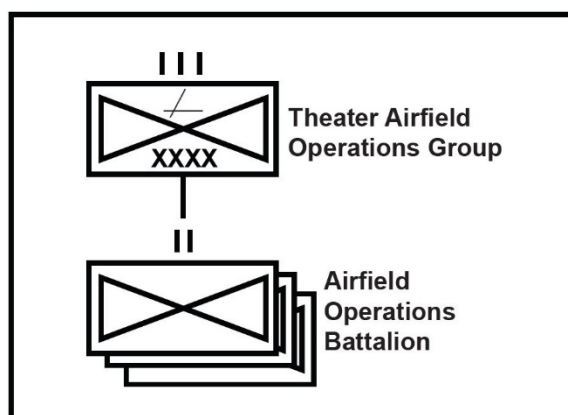 III
Theater Airfield
Operations Group
XXXX
II
Airfield
Operations
Battalion